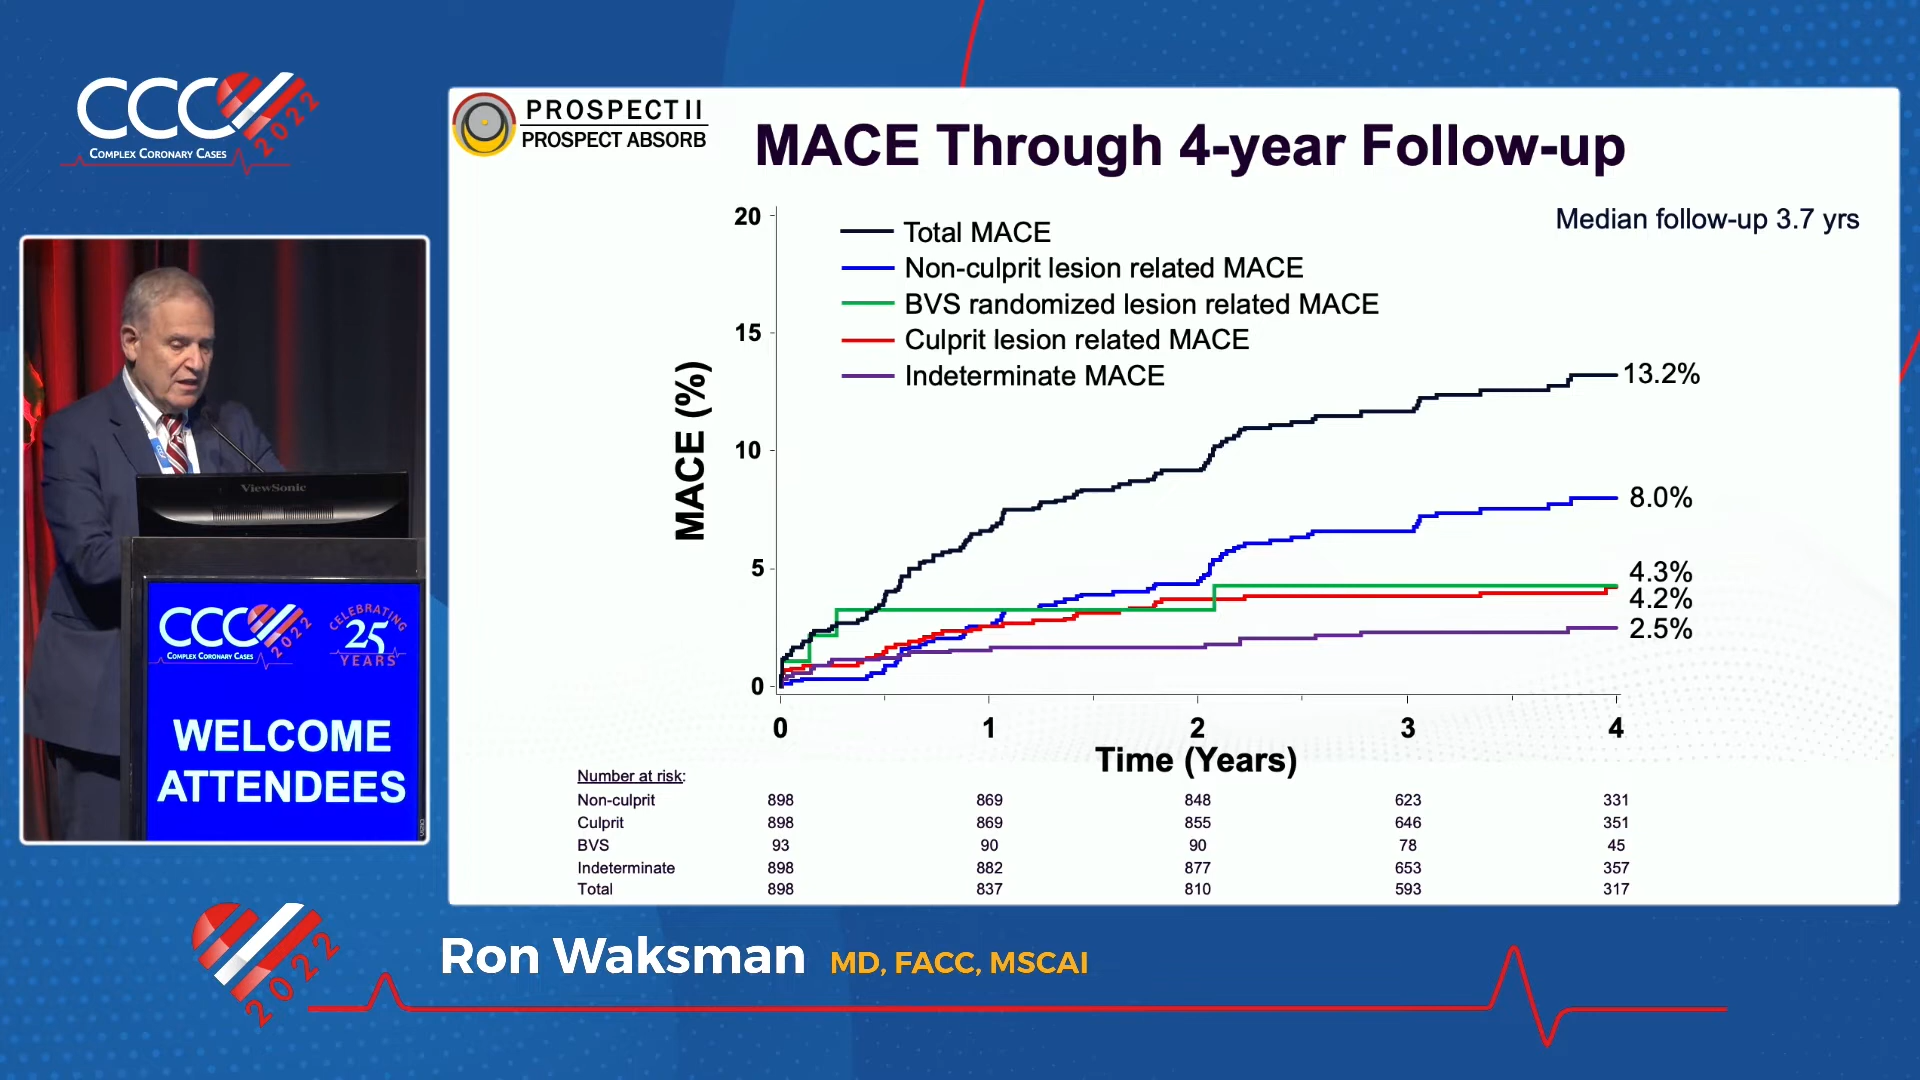 CCC
2022
COMPLEX CORONARY CASES
PROSPECT II
PROSPECT ABSORB
MACE Through 4-year Follow-up
Median follow-up 3.7 yrs
Total MACE
Non-culprit lesion related MACE
BVS randomized lesion related MACE
Culprit lesion related MACE
Indeterminate MACE
MACE (%)
20
15
10
5
0
13.2%
8.0%
4.3%
4.2%
2.5%
0 1 2 3 4
Time (Years)
Number at risk:
Non-culprit 898 869 848 623 331
Culprit 898 869 855 646 351
BVS 93 90 90 78 45
Indeterminate 898 882 877 653 357
Total 898 837 810 593 317
ViewSonic
CCC
2022
COMPLEX CORONARY CASES
CELEBRATING
25
YEARS
WELCOME
ATTENDEES
2022
Ron Waksman MD, FACC, MSCAI